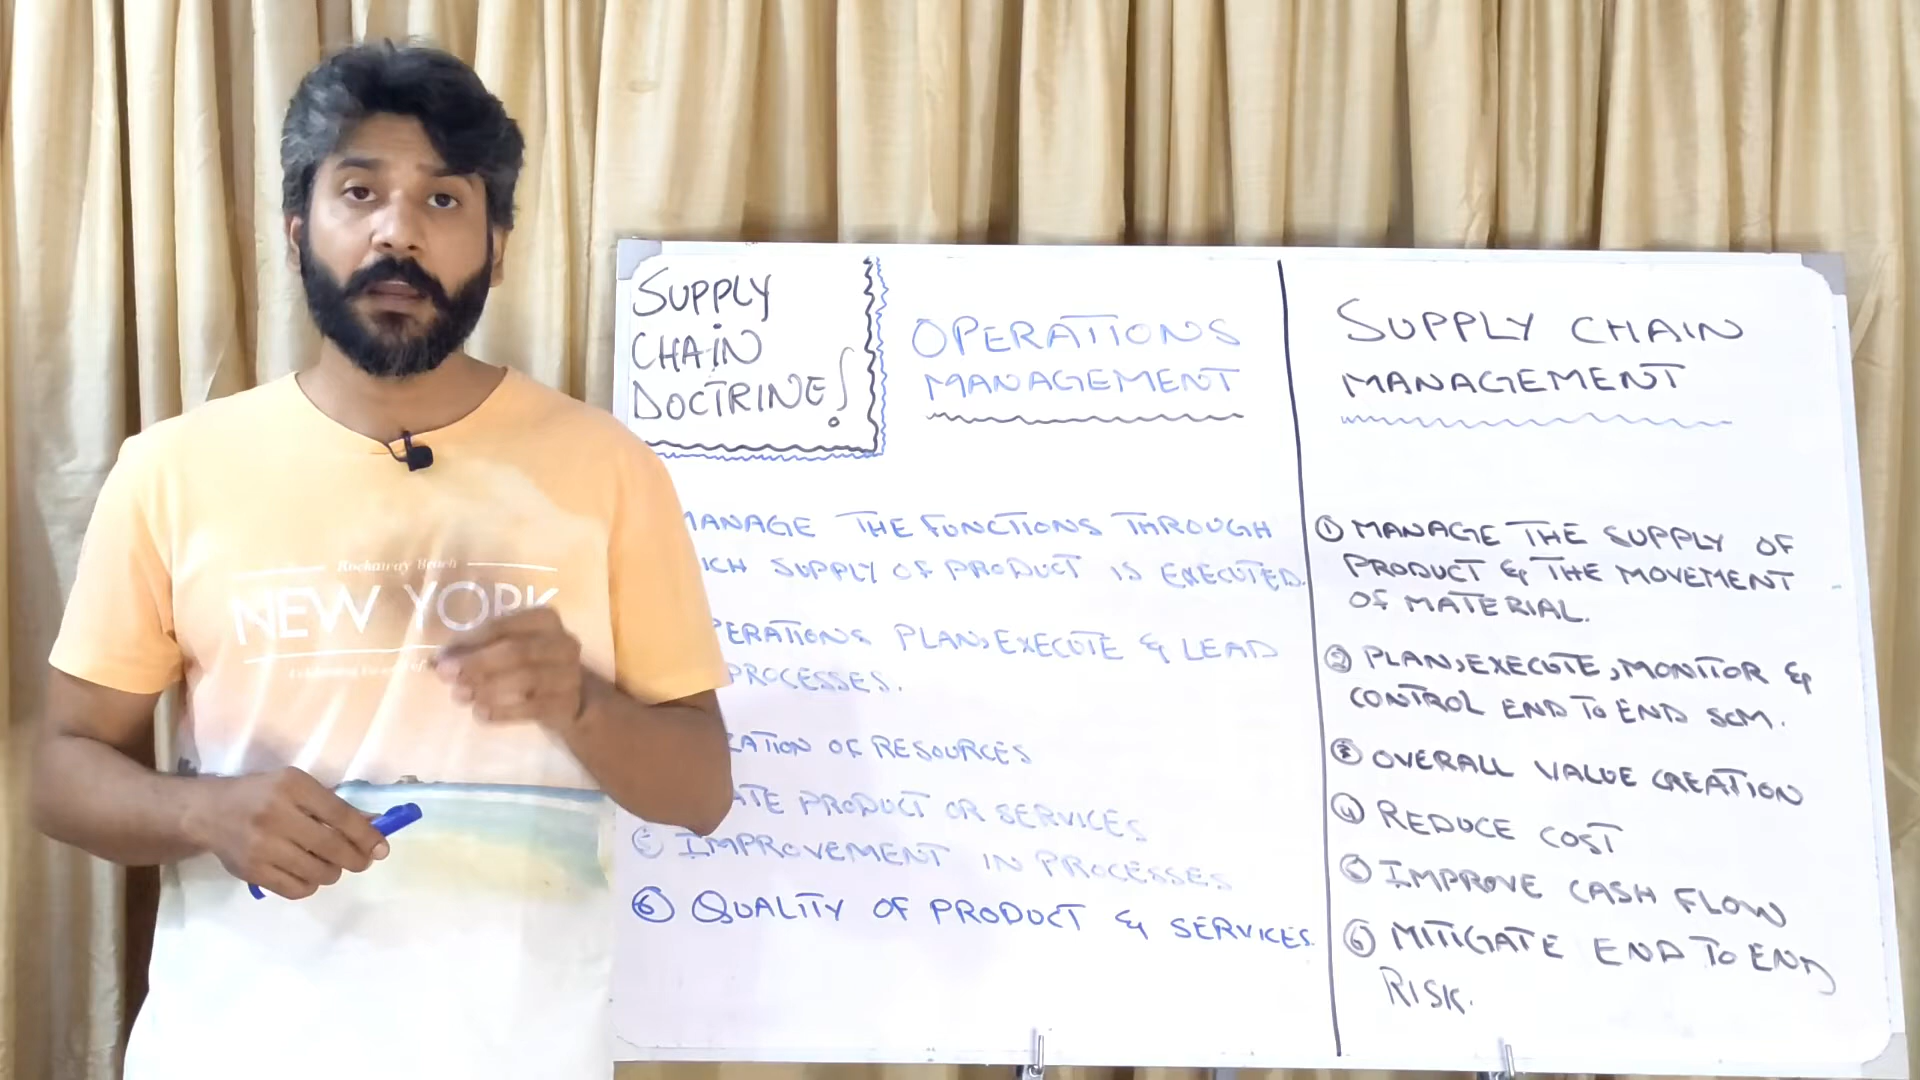 SUPPLY
CHAIN
DOCTRINE!
OPERATIONS
MANAGEMENT
MANAGE THE FUNCTIONS THROUGH
SUPPLY OF PRODUCT IS EXECUTED.
PLAN, EXECUTE & LEAD
PROCESSES.
OF RESOURCES
PRODUCT OR SERVICES
IMPROVEMENT IN PROCESSES
6 QUALITY OF PRODUCT & SERVICES.
SUPPLY CHAIN
MANAGEMENT
1 MANAGE THE SUPPLY OF
PRODUCT & THE MOVEMENT
OF MATERIAL.
2 PLAN, EXECUTE, MONITOR &
CONTROL END TO END SCM.
3 OVERALL VALUE CREATION
4 REDUCE COST
5 IMPROVE CASH FLOW
6 MITIGATE END TO END
RISK.
Rockaway Beach
NEW YORK